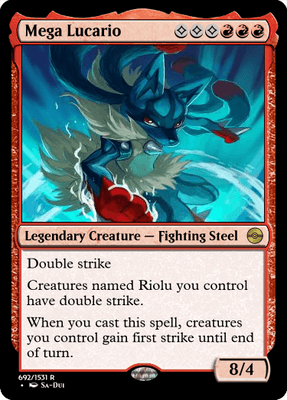 Mega Lucario
Legendary Creature — Fighting Steel
Double strike
Creatures named Riolu you control
have double strike.
When you cast this spell, creatures
you control gain first strike until end
of turn.
8/4
692/1531 R
• SA-DUI